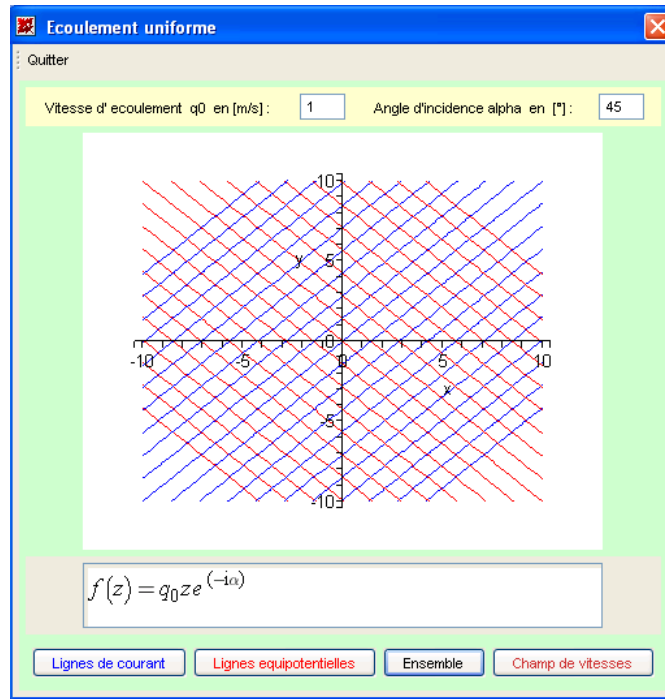 Ecoulement uniforme
Quitter
Vitesse d' ecoulement q0 en [m/s] : 1 Angle d'incidence alpha en [°] : 45
-10
y 5
-10 -5 0 0 5 10
x
-5
-10
f(z) = q₀ze^(-iα)
Lignes de courant Lignes equipotentielles Ensemble Champ de vitesses